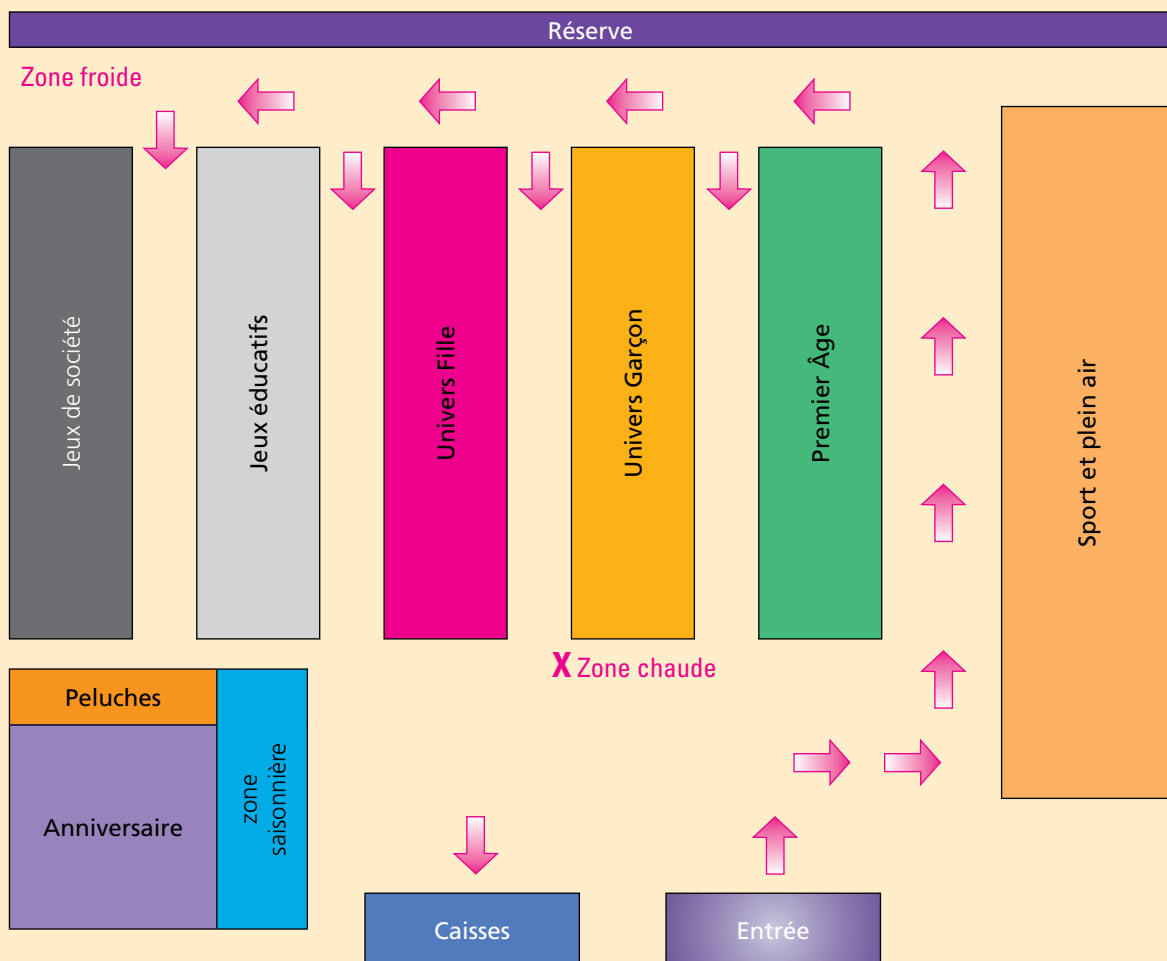 Réserve
Zone froide
Jeux de société
Jeux éducatifs
Univers Fille
Univers Garçon
Premier Âge
Sport et plein air
X Zone chaude
Peluches
Anniversaire
zone
saisonnière
Caisses
Entrée